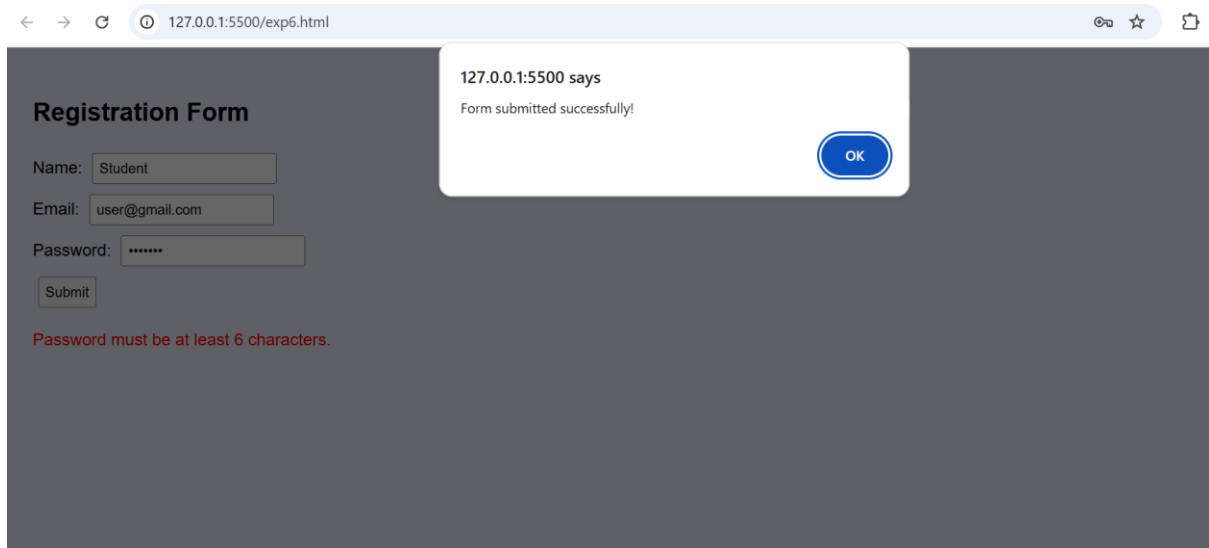 127.0.0.1:5500/exp6.html
127.0.0.1:5500 says
Form submitted successfully!
OK
Registration Form
Name: Student
Email: user@gmail.com
Password: •••••••
Submit
Password must be at least 6 characters.